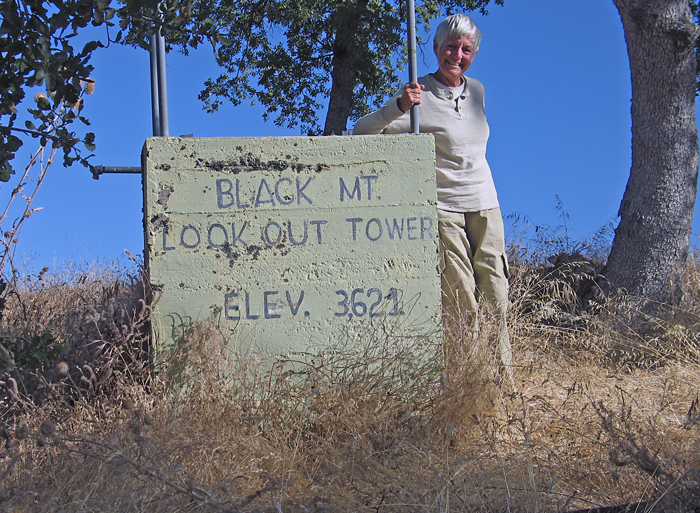 BLACK MT.
LOOK OUT TOWER
ELEV. 3621